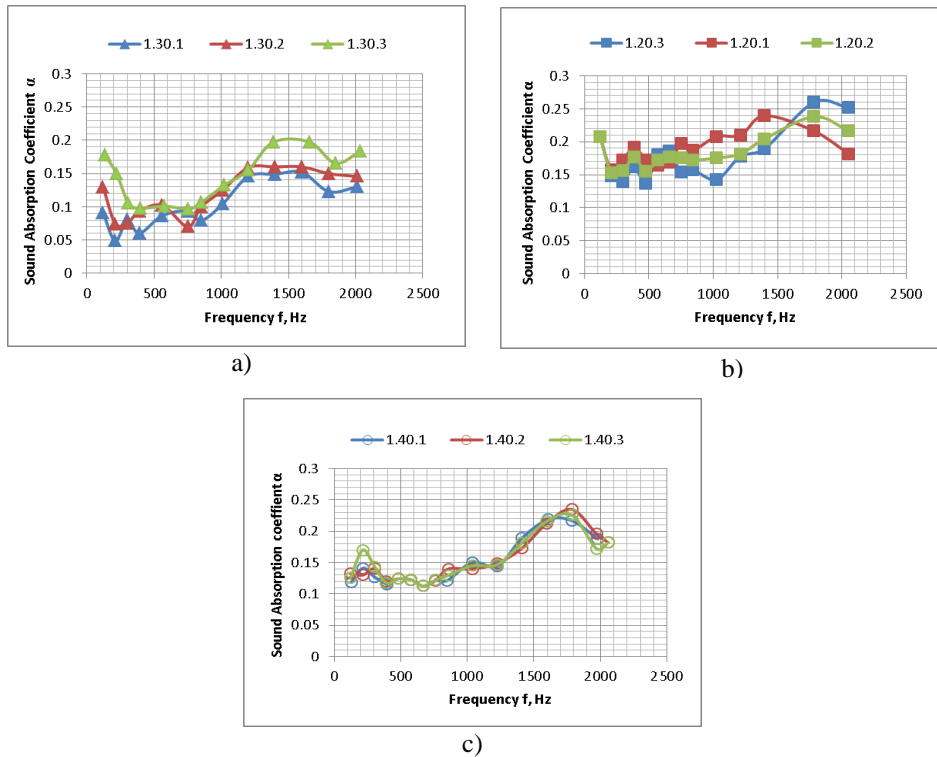 1.30.1 1.30.2 1.30.3
Sound Absorption Coefficient α
0.3
0.25
0.2
0.15
0.1
0.05
0
0 500 1000 1500 2000 2500
Frequency f, Hz
a)
1.20.3 1.20.1 1.20.2
Sound Absorption Coefficient α
0.3
0.25
0.2
0.15
0.1
0.05
0
0 500 1000 1500 2000 2500
Frequency f, Hz
b)
1.40.1 1.40.2 1.40.3
Sound Absorption coeffient α
0.3
0.25
0.2
0.15
0.1
0.05
0
0 500 1000 1500 2000 2500
Frequency f, Hz
c)